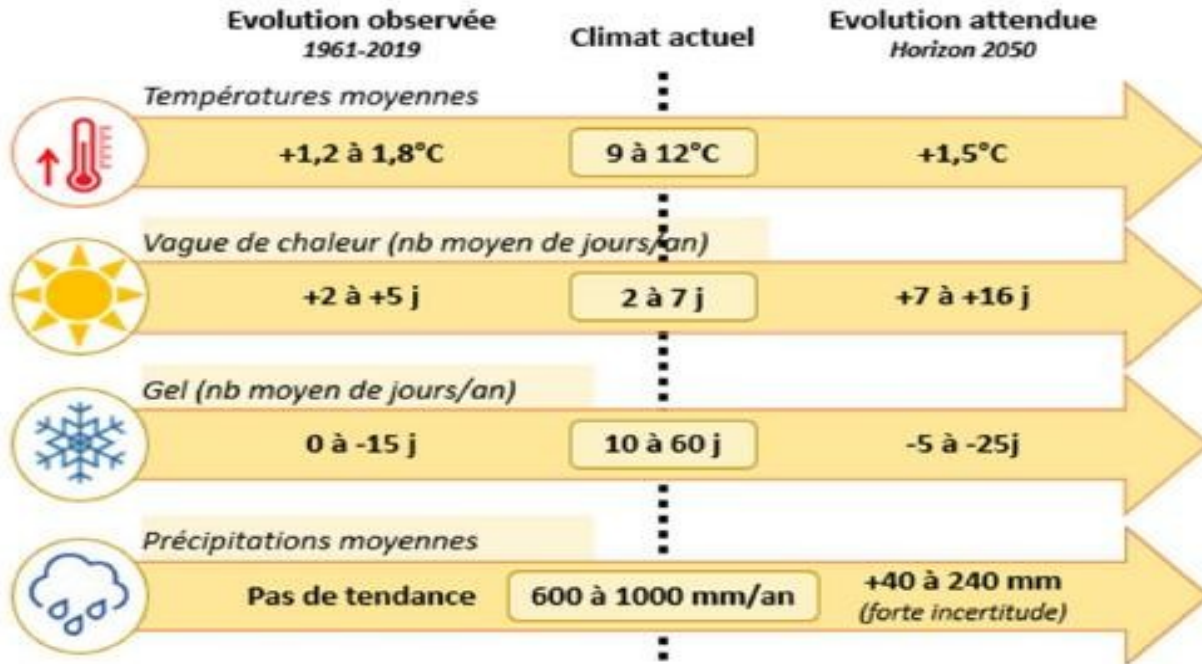 Evolution observée
1961-2019
Climat actuel
Evolution attendue
Horizon 2050
Températures moyennes
+1,2 à 1,8°C
9 à 12°C
+1,5°C
Vague de chaleur (nb moyen de jours/an)
+2 à +5 j
2 à 7 j
+7 à +16 j
Gel (nb moyen de jours/an)
0 à -15 j
10 à 60 j
-5 à -25j
Précipitations moyennes
Pas de tendance
600 à 1000 mm/an
+40 à 240 mm
(forte incertitude)